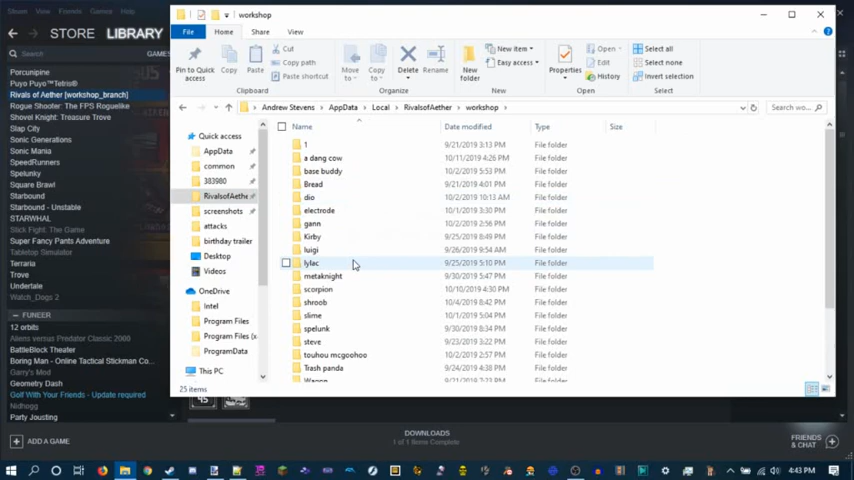 Steam View Friends Games Help
workshop
STORE LIBRARY
File Home Share View
Search GAMES
Pin to Quick access
Copy
Paste
Cut
Copy path
Move to
Copy to
Delete
Rename
New folder
New item
Easy access
Properties
Open
Edit
History
Select all
Select none
Invert selection
Clipboard Organize New Open Select
Andrew Stevens > AppData > Local > RivalsofAether > workshop >
Search wo...
Name Date modified Type Size
Quick access
AppData
common
383980
RivalsofAethe
screenshots
attacks
birthday trailer
Desktop
Videos
OneDrive
Intel
Program Files
Program Files (x
ProgramData
This PC
1 9/21/2019 3:13 PM File folder
a dang cow 10/11/2019 4:26 PM File folder
base buddy 10/2/2019 5:53 PM File folder
Bread 9/21/2019 4:01 PM File folder
dio 10/2/2019 10:13 AM File folder
electrode 10/1/2019 3:30 PM File folder
gann 10/2/2019 2:56 PM File folder
Kirby 9/25/2019 8:49 PM File folder
luigi 9/26/2019 9:54 AM File folder
lylac 9/25/2019 5:10 PM File folder
metaknight 9/30/2019 5:47 PM File folder
scorpion 10/10/2019 4:30 PM File folder
shroob 10/4/2019 8:42 PM File folder
slime 10/1/2019 5:04 PM File folder
spelunk 9/30/2019 8:34 PM File folder
steve 9/23/2019 3:22 PM File folder
touhou mcgoohoo 10/2/2019 2:57 PM File folder
Trash panda 9/24/2019 4:38 PM File folder
25 items
Porcunipine
Puyo Puyo™Tetris®
Rivals of Aether [workshop_branch]
Rogue Shooter: The FPS Roguelike
Shovel Knight: Treasure Trove
Slap City
Sonic Generations
Sonic Mania
SpeedRunners
Spelunky
Square Brawl
Starbound
Starbound - Unstable
STARWHAL
Stick Fight: The Game
Super Fancy Pants Adventure
Tabletop Simulator
Terraria
Trove
Undertale
Watch_Dogs 2
FUNEER
12 orbits
Aliens versus Predator Classic 2000
BattleBlock Theater
Boring Man - Online Tactical Stickman Co...
Garry's Mod
Geometry Dash
Golf With Your Friends - Update required
Nidhogg
Party Jousting
ADD A GAME
DOWNLOADS
1 of 1 Items Complete
FRIENDS
& CHAT
4:43 PM